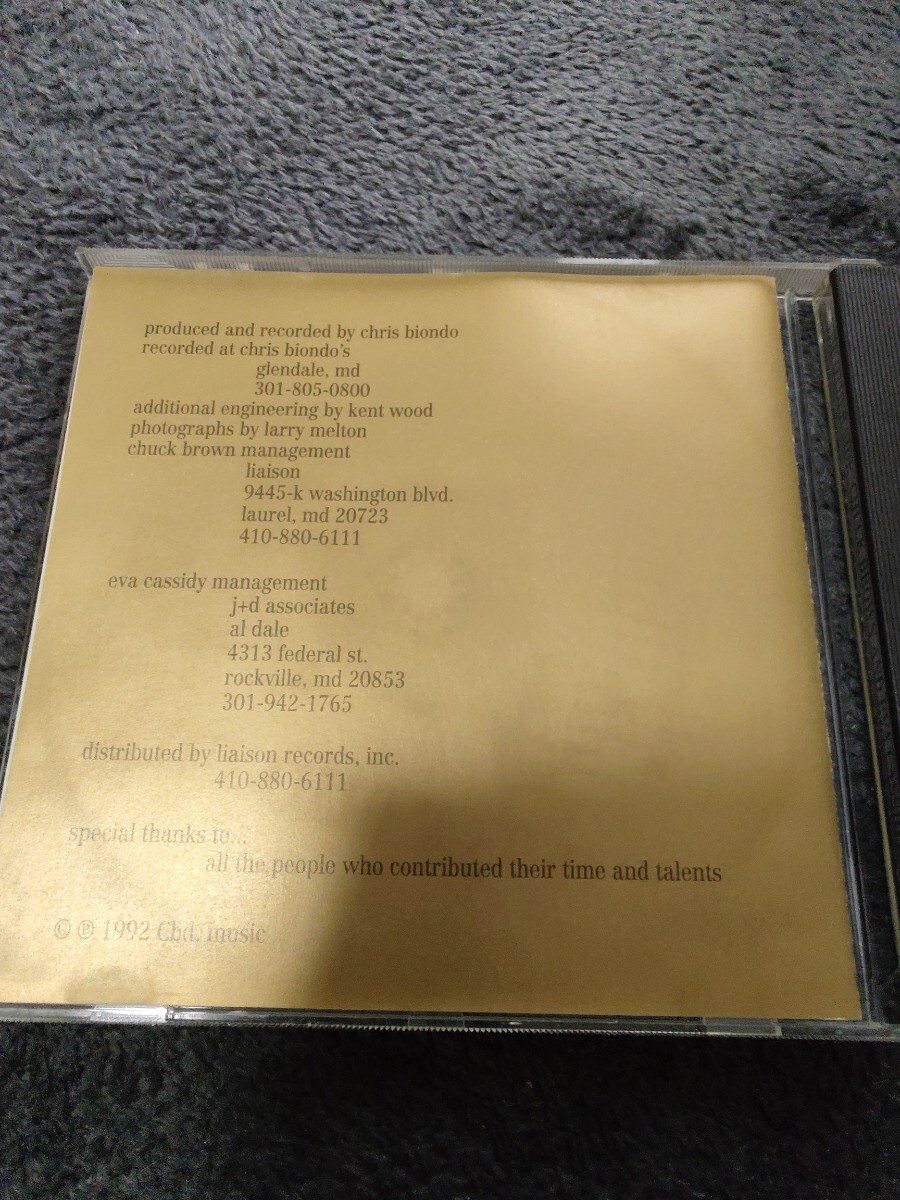 produced and recorded by chris biondo
recorded at chris biondo's
glendale, md
301-805-0800
additional engineering by kent wood
photographs by larry melton
chuck brown management
liaison
9445-k washington blvd.
laurel, md 20723
410-880-6111
eva cassidy management
j+d associates
al dale
4313 federal st.
rockville, md 20853
301-942-1765
distributed by liaison records, inc.
410-880-6111
special thanks to...
all the people who contributed their time and talents
© ℗ 1992 Cbd. music